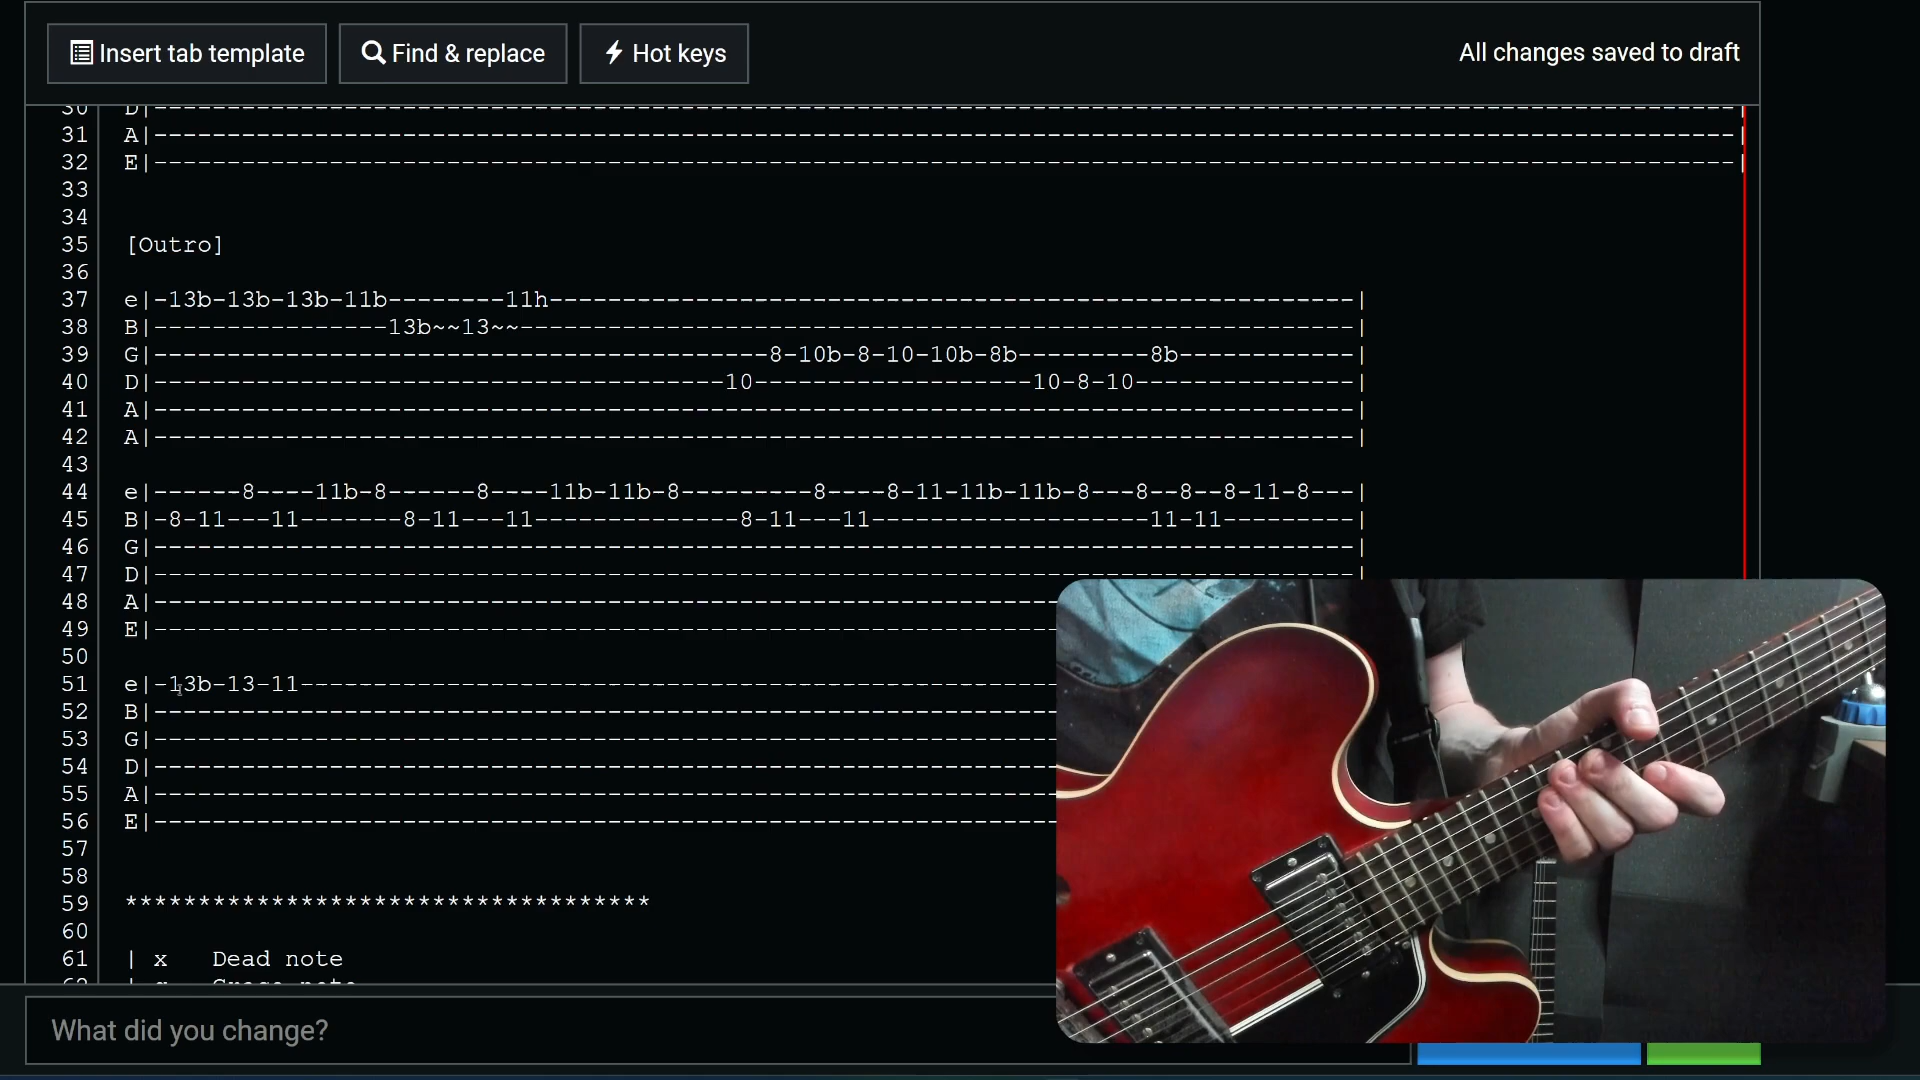 Insert tab template
Find & replace
Hot keys
All changes saved to draft
30 D|------------------------------------------------------------------------------------------------------------|
31 A|------------------------------------------------------------------------------------------------------------|
32 E|------------------------------------------------------------------------------------------------------------|
33
34
35 [Outro]
36
37 e|-13b-13b-13b-11b--------11h-------------------------------------------------------|
38 B|----------------13b~~13~~---------------------------------------------------------|
39 G|------------------------------------------8-10b-8-10-10b-8b---------8b------------|
40 D|---------------------------------------10-------------------10-8-10---------------|
41 A|----------------------------------------------------------------------------------|
42 A|----------------------------------------------------------------------------------|
43
44 e|------8----11b-8------8----11b-11b-8---------8----8-11-11b-11b-8---8--8--8-11-8---|
45 B|-8-11---11-------8-11---11--------------8-11---11-------------------11-11---------|
46 G|----------------------------------------------------------------------------------|
47 D|----------------------------------------------------------------------------------|
48 A|--------------------------------------------------------------
49 E|--------------------------------------------------------------
50
51 e|-13b-13-11----------------------------------------------------
52 B|--------------------------------------------------------------
53 G|--------------------------------------------------------------
54 D|--------------------------------------------------------------
55 A|--------------------------------------------------------------
56 E|--------------------------------------------------------------
57
58
59 ************************************
60
61 | x Dead note
What did you change?